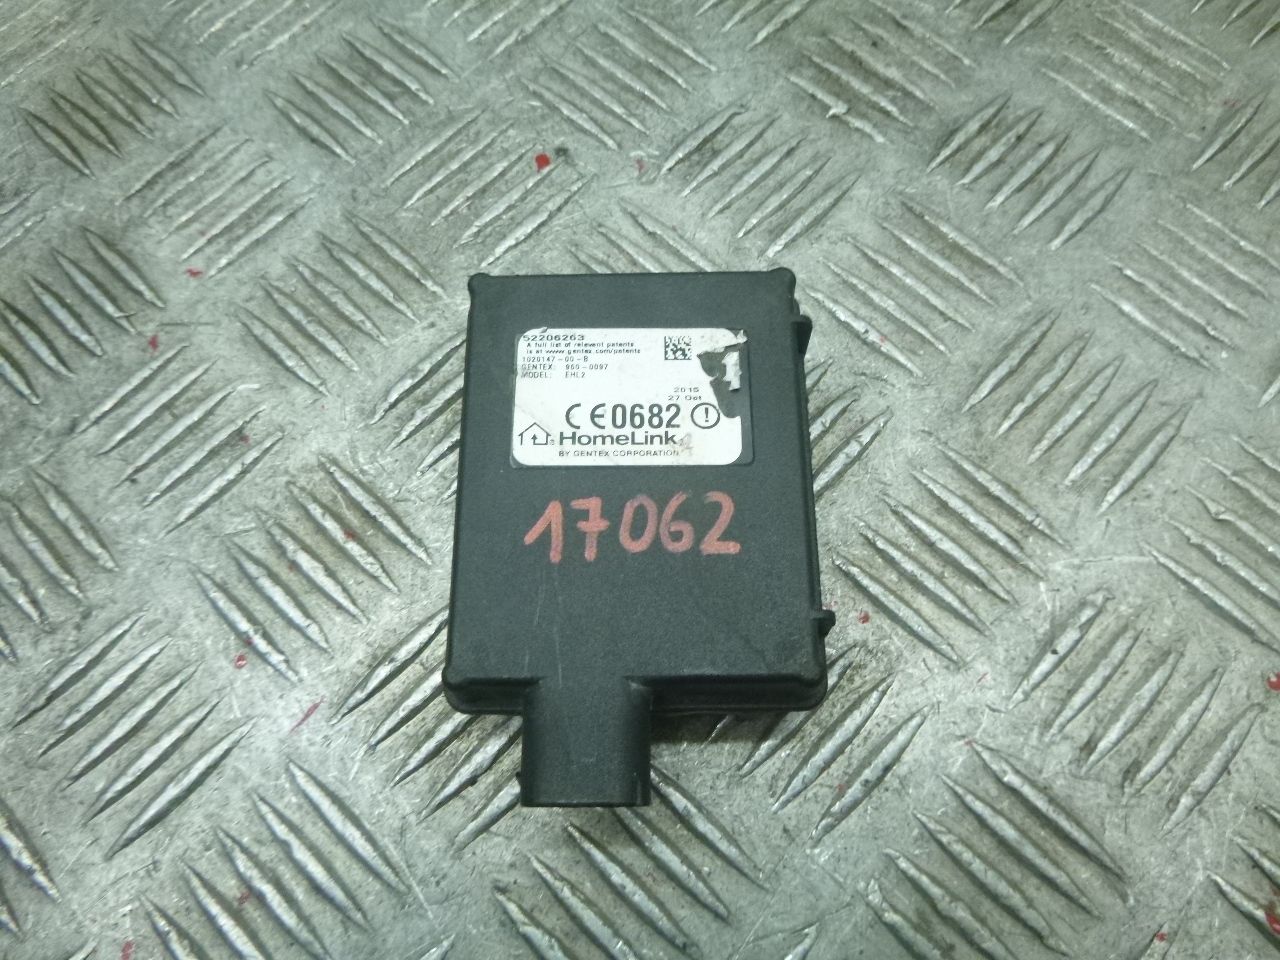 52206263
A full list of relevent patents
is at www.gentex.com/patents
1020147-00-B
GENTEX: 960-0097
MODEL: EHL2
2015
27 Oct
CE0682
HomeLink
BY GENTEX CORPORATION
17062